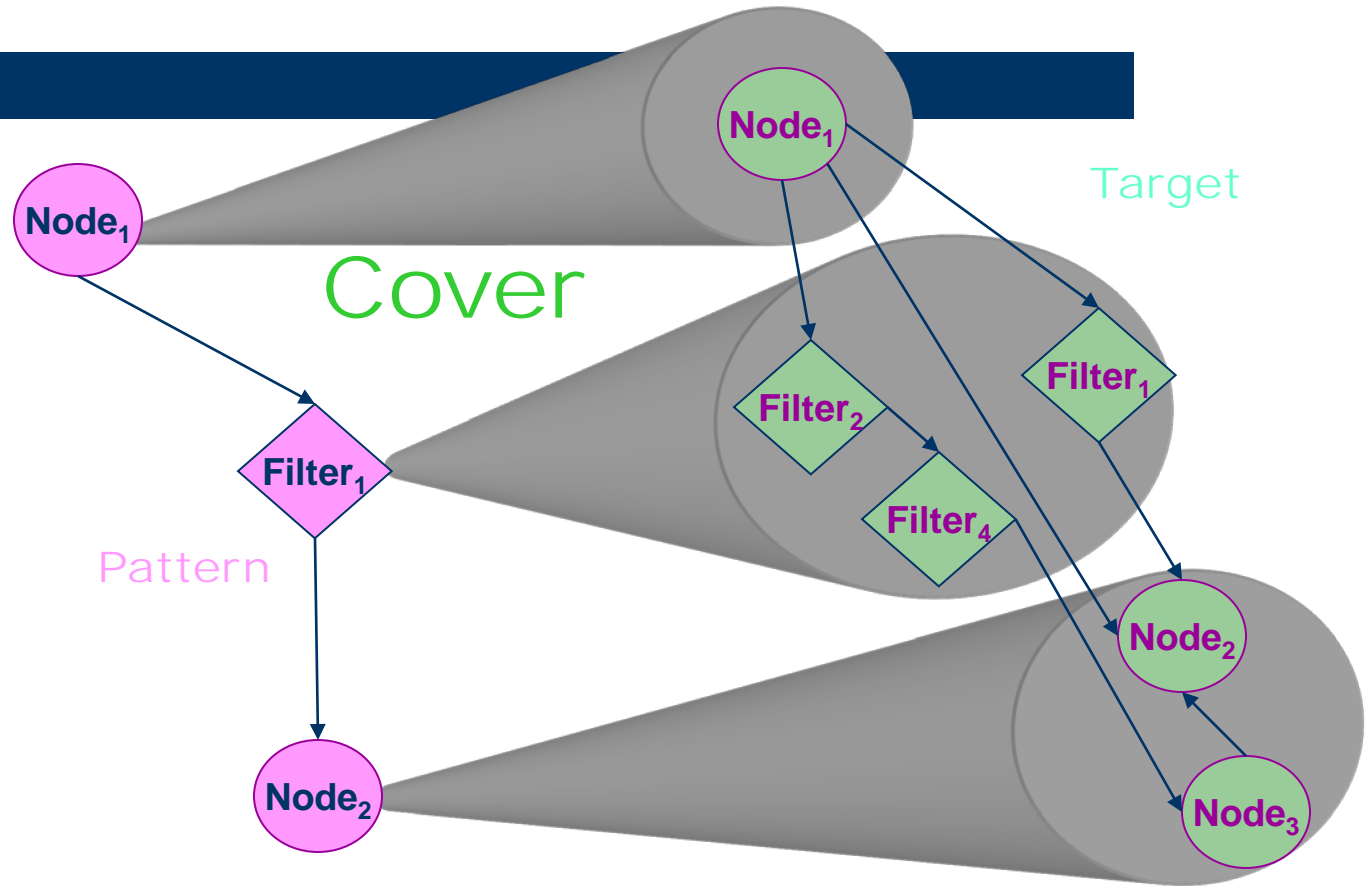 Node₁
Target
Node₁
Cover
Filter₁
Filter₂
Filter₁
Filter₄
Pattern
Node₂
Node₂
Node₃